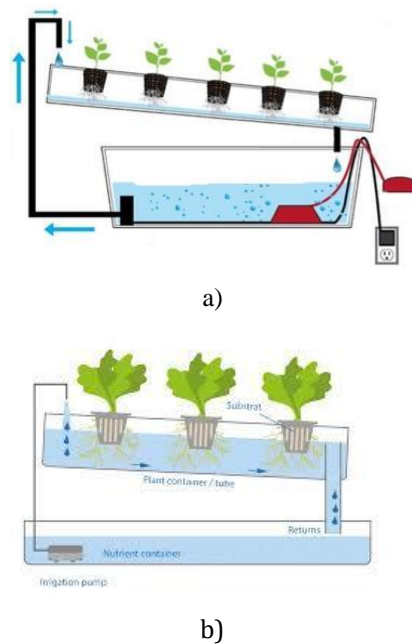 a)
Substrat
Plant container / tube
Returns
Nutrient container
Irrigation pump
b)